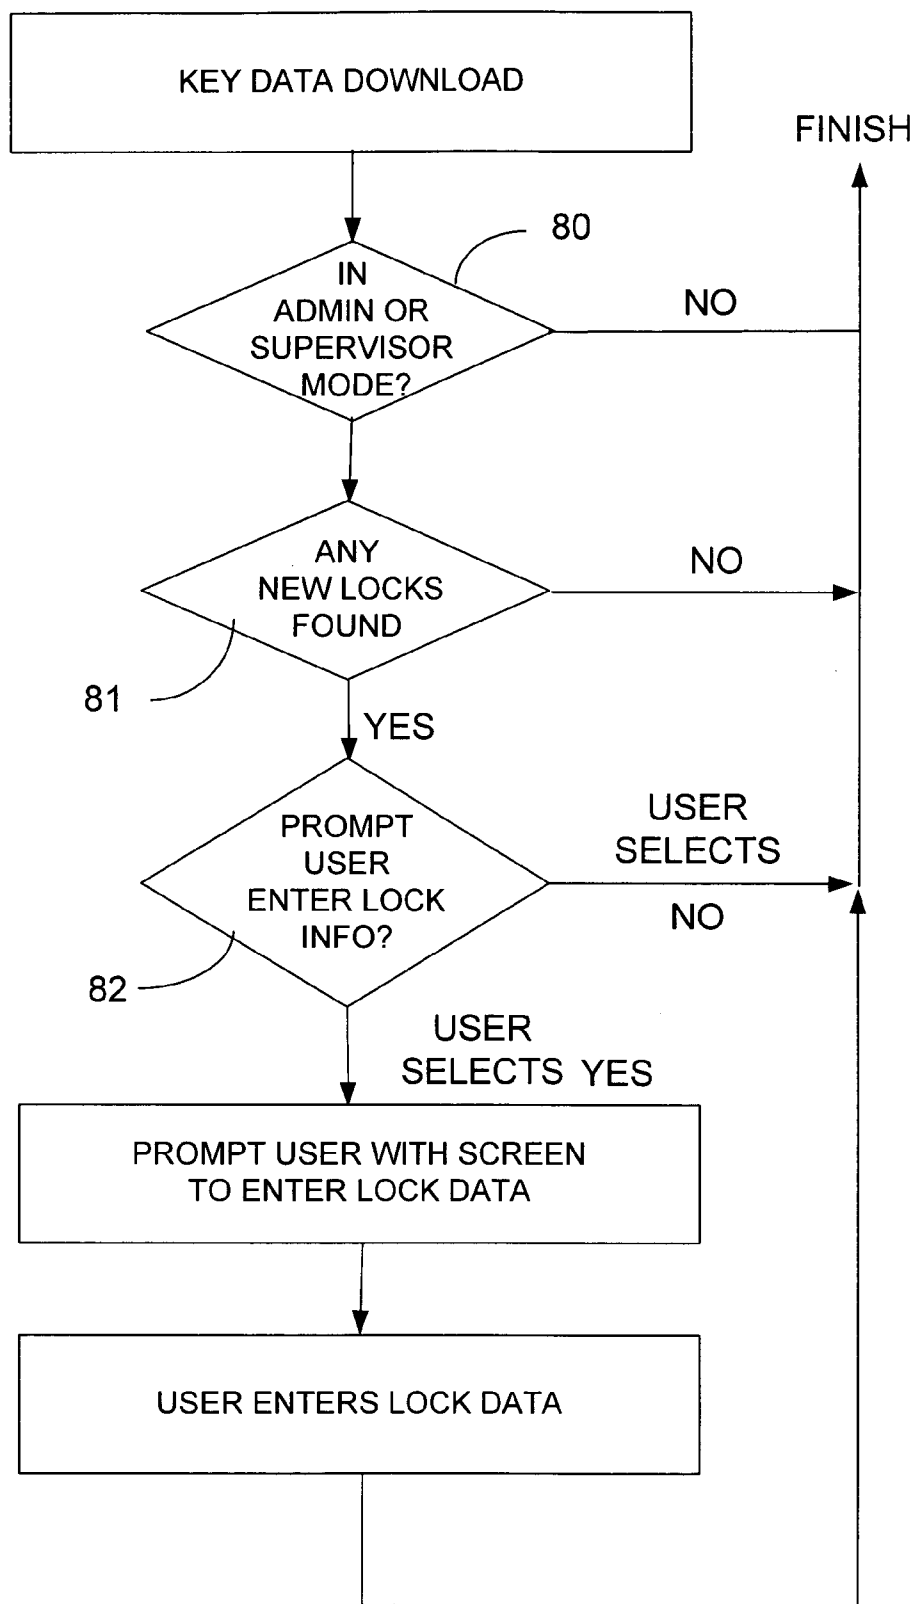 KEY DATA DOWNLOAD
FINISH
80
IN
ADMIN OR
SUPERVISOR
MODE?
NO
ANY
NEW LOCKS
FOUND
NO
81
YES
PROMPT
USER
ENTER LOCK
INFO?
USER
SELECTS
NO
82
USER
SELECTS YES
PROMPT USER WITH SCREEN
TO ENTER LOCK DATA
USER ENTERS LOCK DATA